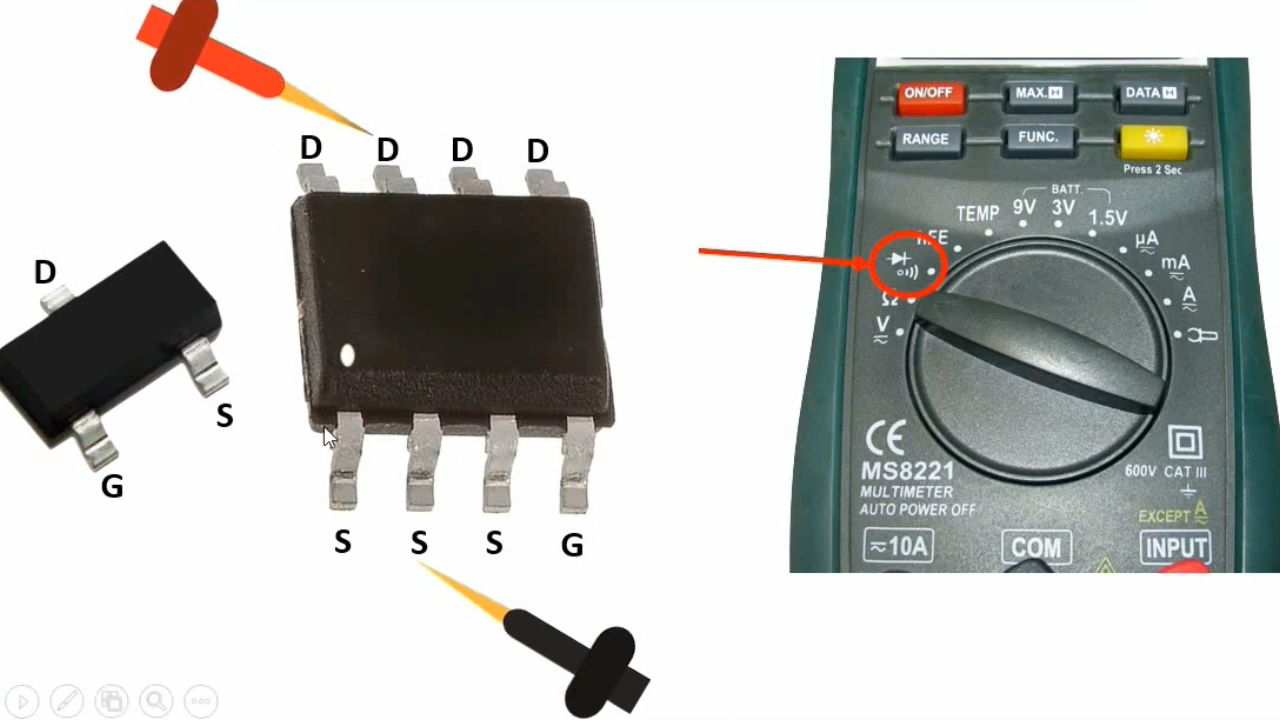 D D D D
D
S
G
S S S G
ON/OFF MAX. H DATA H
RANGE FUNC.
Press 2 Sec
BATT.
TEMP 9V 3V 1.5V
hFE
µA
mA
Ω
A
V
CE
MS8221
MULTIMETER
AUTO POWER OFF
600V CAT III
EXCEPT A
≂10A COM INPUT